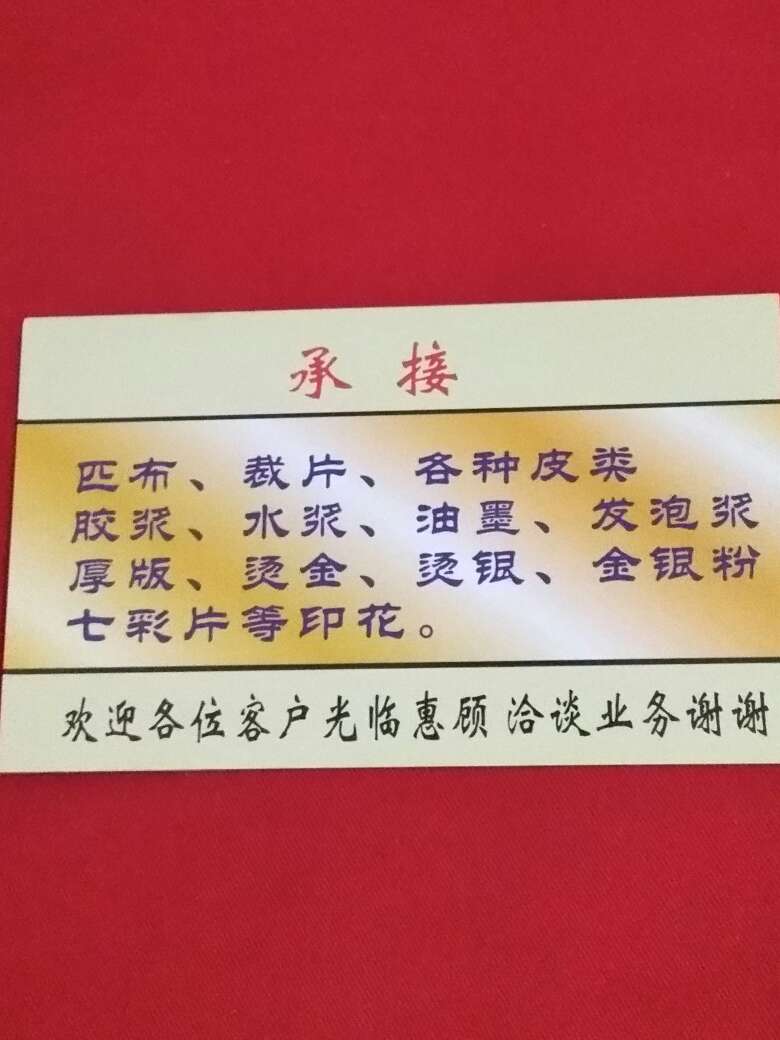 承接
匹布、裁片、各种皮类
胶浆、水浆、油墨、发泡浆
厚版、烫金、烫银、金银粉
七彩片等印花。
欢迎各位客户光临惠顾 洽谈业务谢谢